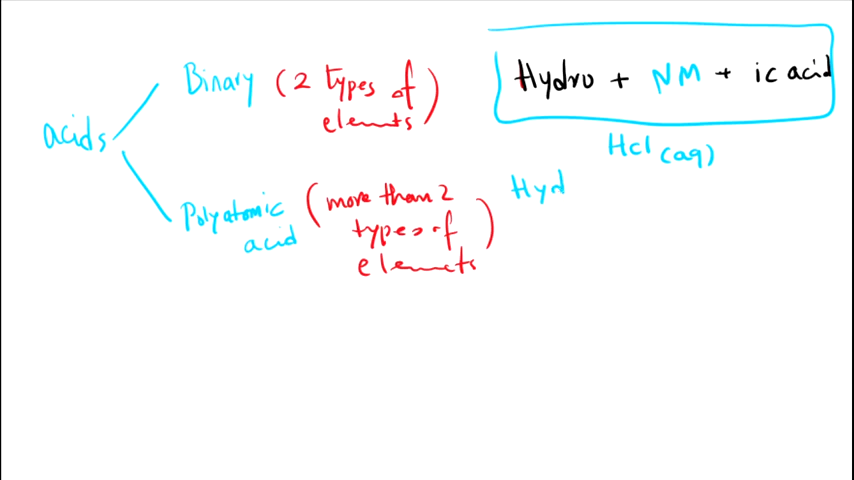 acids
Binary (2 types of
elemnts)
Polyatomic
acid
(more than 2
types of
elements)
Hydro + NM + ic acid
HCl (aq)
Hyd